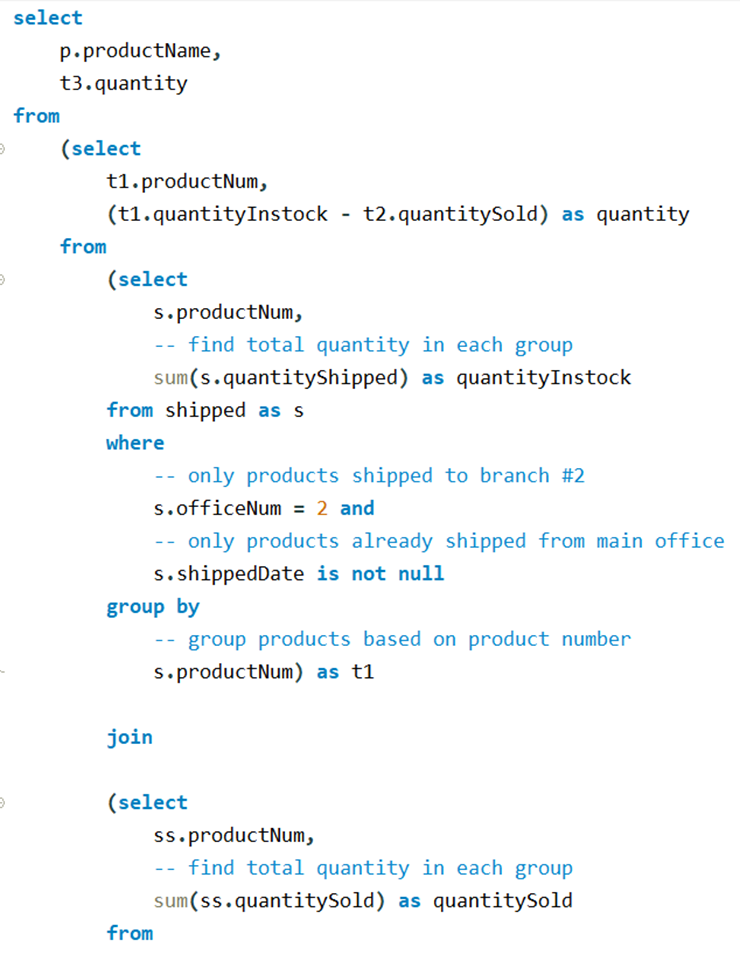 select
p.productName,
t3.quantity
from
(select
t1.productNum,
(t1.quantityInstock - t2.quantitySold) as quantity
from
(select
s.productNum,
-- find total quantity in each group
sum(s.quantityShipped) as quantityInstock
from shipped as s
where
-- only products shipped to branch #2
s.officeNum = 2 and
-- only products already shipped from main office
s.shippedDate is not null
group by
-- group products based on product number
s.productNum) as t1
join
(select
ss.productNum,
-- find total quantity in each group
sum(ss.quantitySold) as quantitySold
from